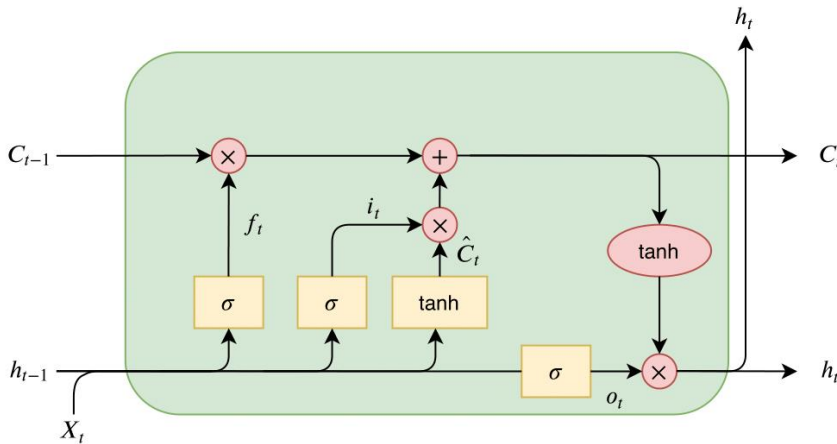 h_t
C_{t-1} × + C_t
f_t i_t × Ĉ_t tanh
σ σ tanh
h_{t-1} σ o_t × h_t
X_t